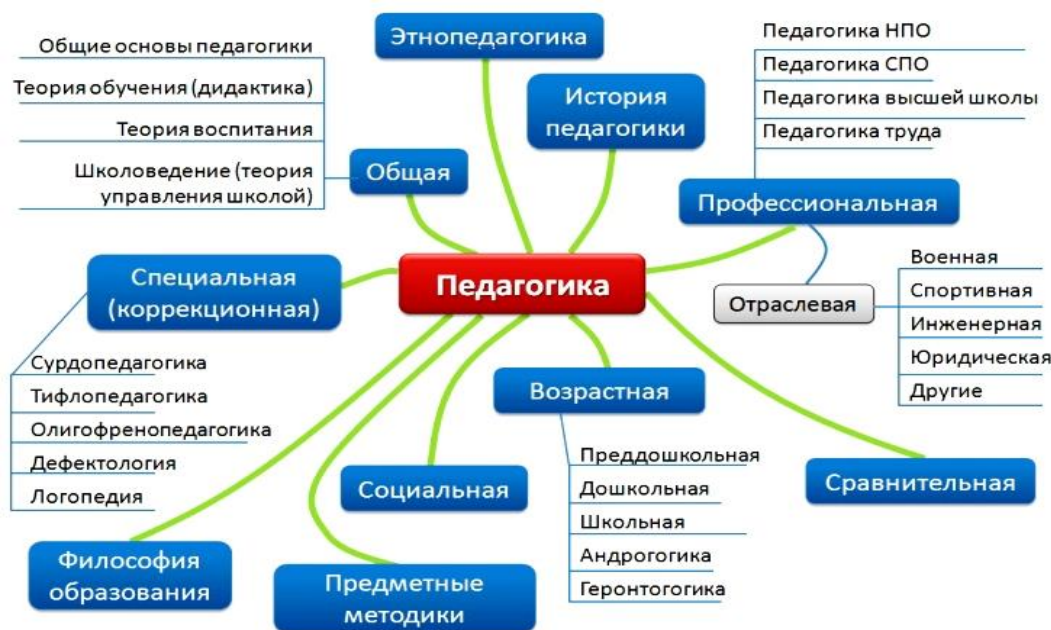 Этнопедагогика
История
педагогики
Общие основы педагогики
Теория обучения (дидактика)
Теория воспитания
Школоведение (теория
управления школой)
Общая
Педагогика НПО
Педагогика СПО
Педагогика высшей школы
Педагогика труда
Профессиональная
Педагогика
Специальная
(коррекционная)
Сурдопедагогика
Тифлопедагогика
Олигофренопедагогика
Дефектология
Логопедия
Отраслевая
Военная
Спортивная
Инженерная
Юридическая
Другие
Возрастная
Преддошкольная
Дошкольная
Школьная
Андрогогика
Геронтогогика
Социальная
Сравнительная
Философия
образования
Предметные
методики